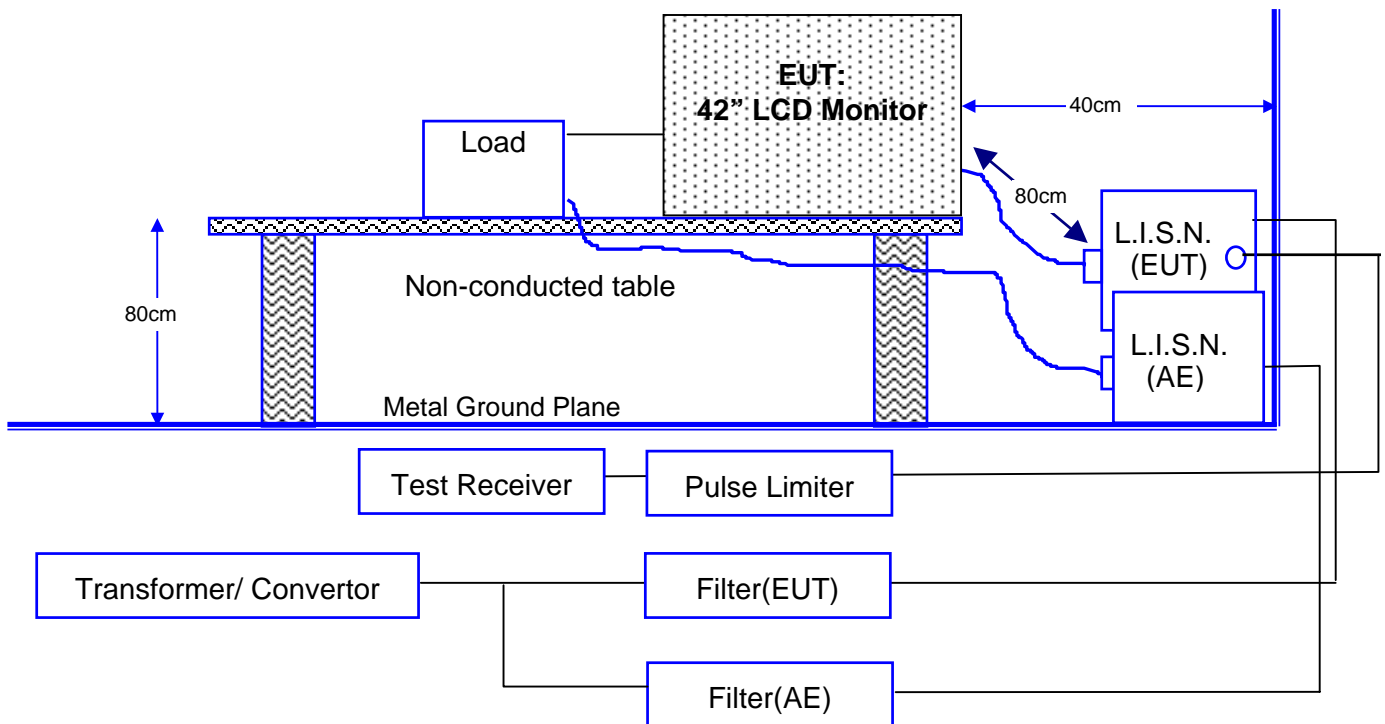 EUT:
42” LCD Monitor
40cm
Load
80cm
L.I.S.N.
(EUT)
Non-conducted table
80cm
L.I.S.N.
(AE)
Metal Ground Plane
Test Receiver
Pulse Limiter
Transformer/ Convertor
Filter(EUT)
Filter(AE)